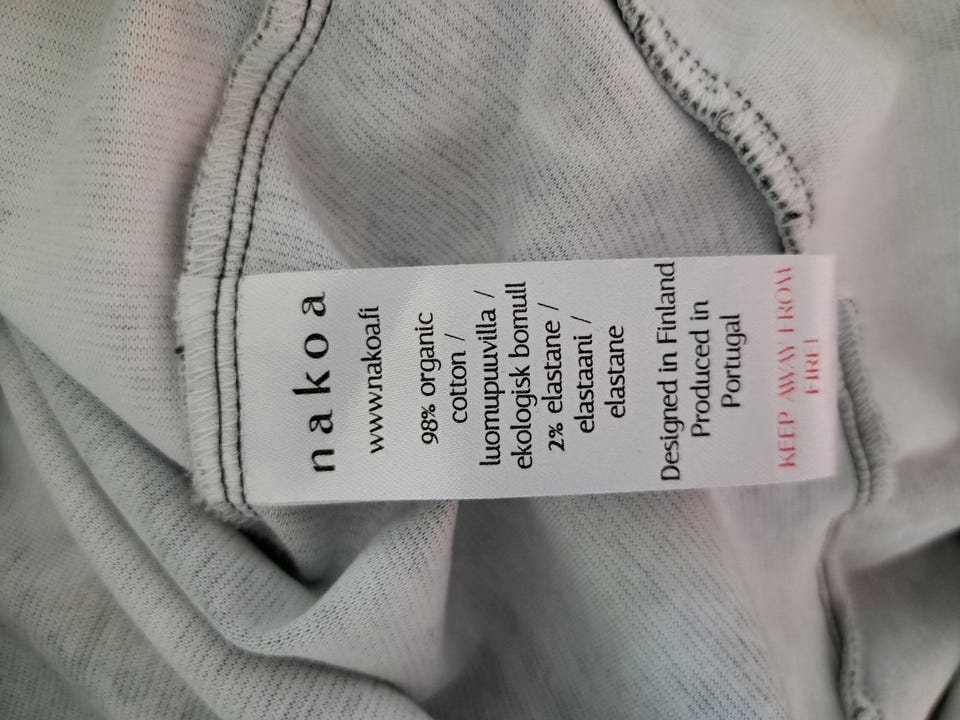 nakoa
www.nakoa.fi
98% organic
cotton /
luomupuuvilla /
ekologisk bomull
2% elastane /
elastaani /
elastane
Designed in Finland
Produced in
Portugal
KEEP AWAY FROM
FIRE!